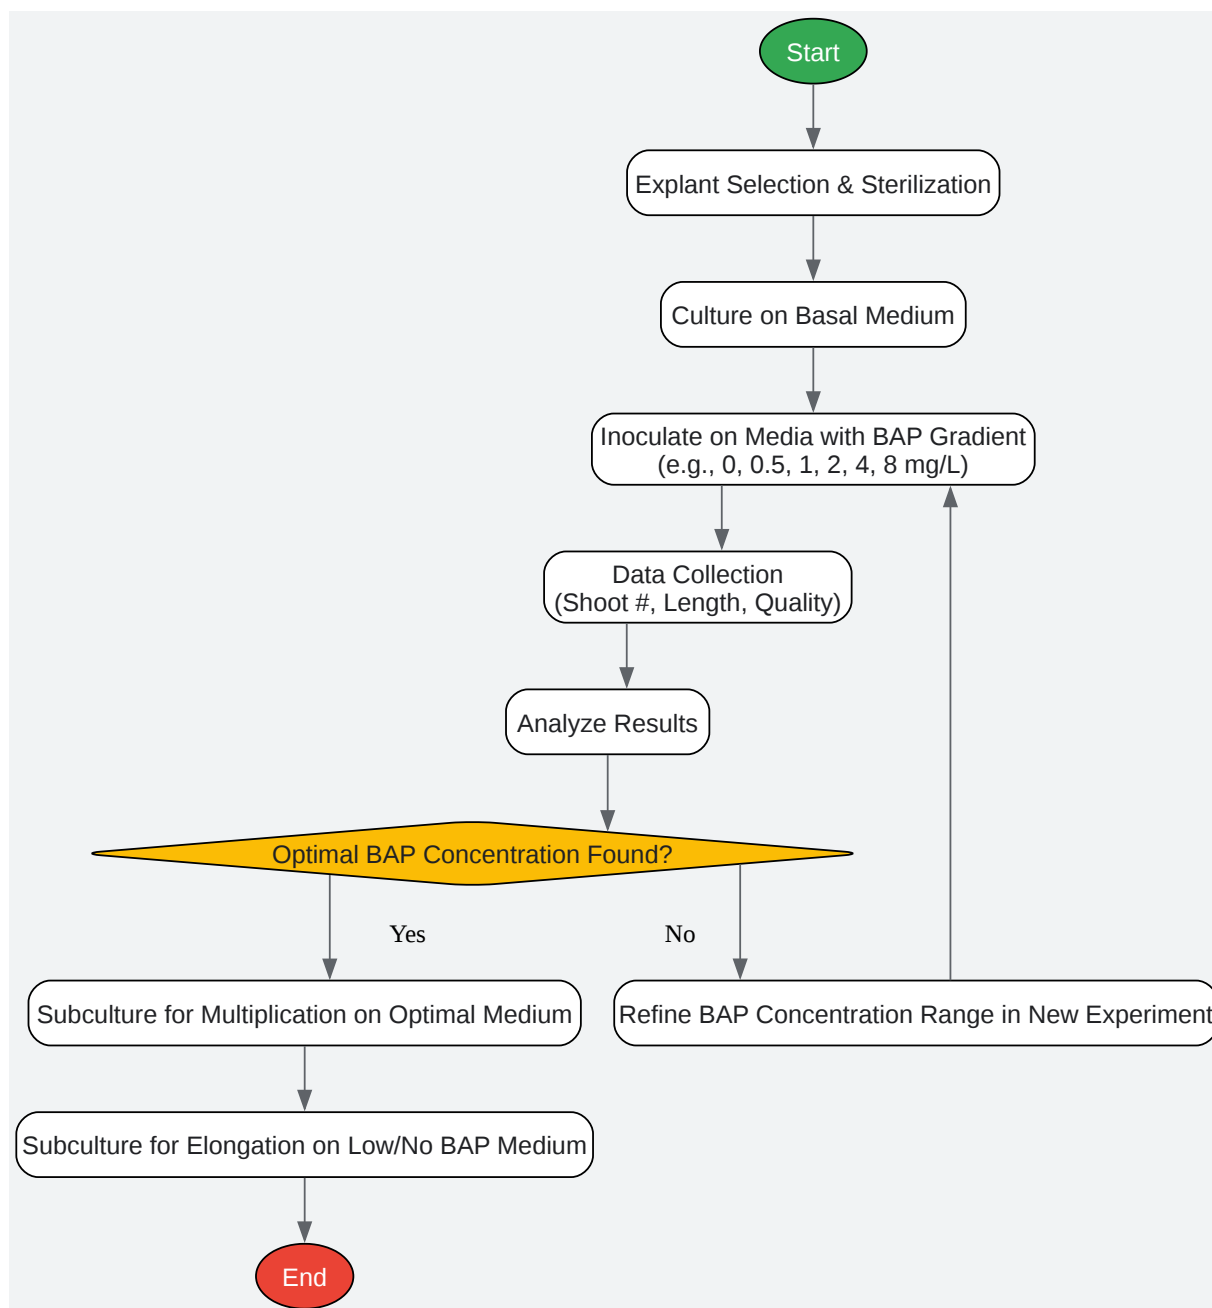 Start
Explant Selection & Sterilization
Culture on Basal Medium
Inoculate on Media with BAP Gradient
(e.g., 0, 0.5, 1, 2, 4, 8 mg/L)
Data Collection
(Shoot #, Length, Quality)
Analyze Results
Optimal BAP Concentration Found?
Yes
No
Subculture for Multiplication on Optimal Medium
Refine BAP Concentration Range in New Experiment
Subculture for Elongation on Low/No BAP Medium
End